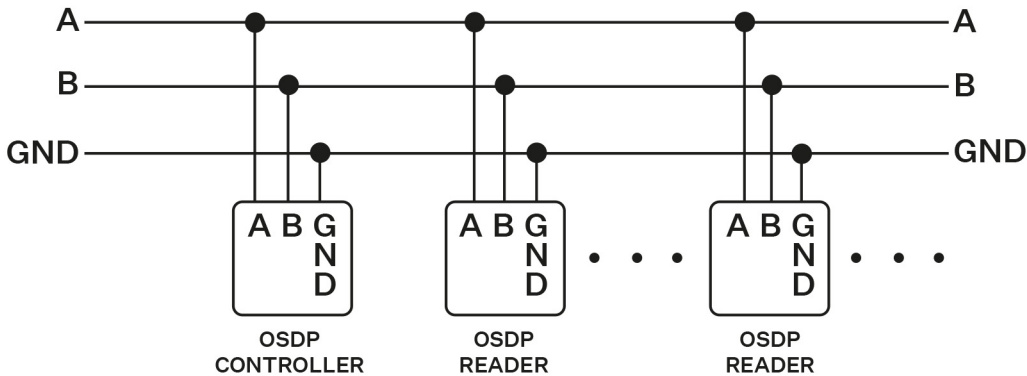 A A
B B
GND GND
A B G
N
D
A B G
N
D
A B G
N
D
OSDP
CONTROLLER
OSDP
READER
OSDP
READER